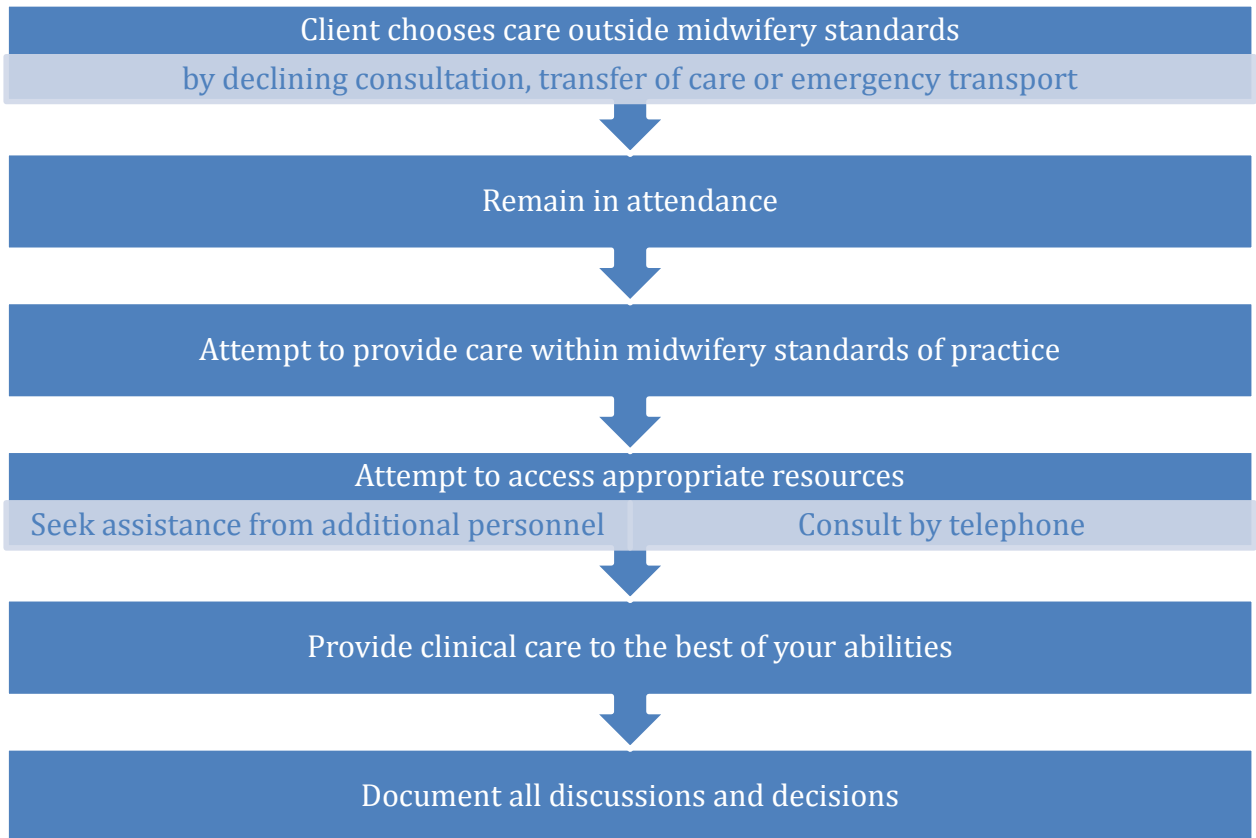 Client chooses care outside midwifery standards
by declining consultation, transfer of care or emergency transport
Remain in attendance
Attempt to provide care within midwifery standards of practice
Attempt to access appropriate resources
Seek assistance from additional personnel
Consult by telephone
Provide clinical care to the best of your abilities
Document all discussions and decisions